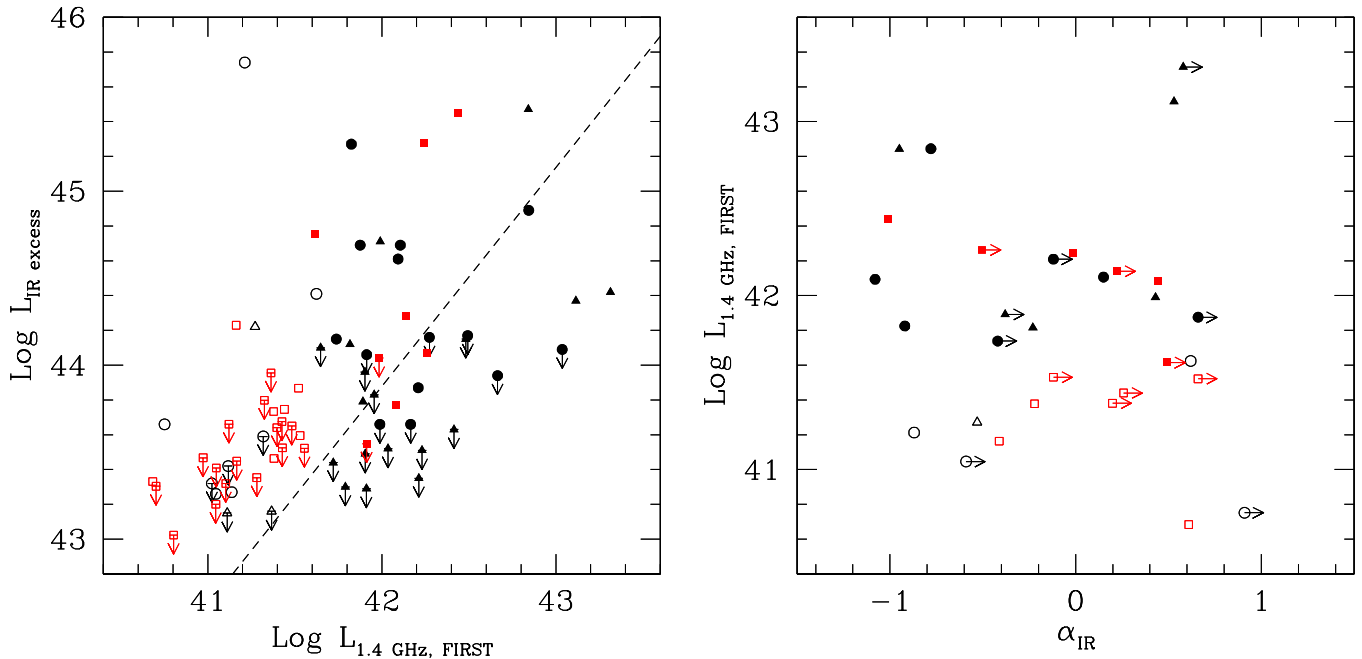 46
45
44
43
Log L_IR excess
41 42 43
Log L_1.4 GHz, FIRST
43
42
41
Log L_1.4 GHz, FIRST
−1 0 1
α_IR